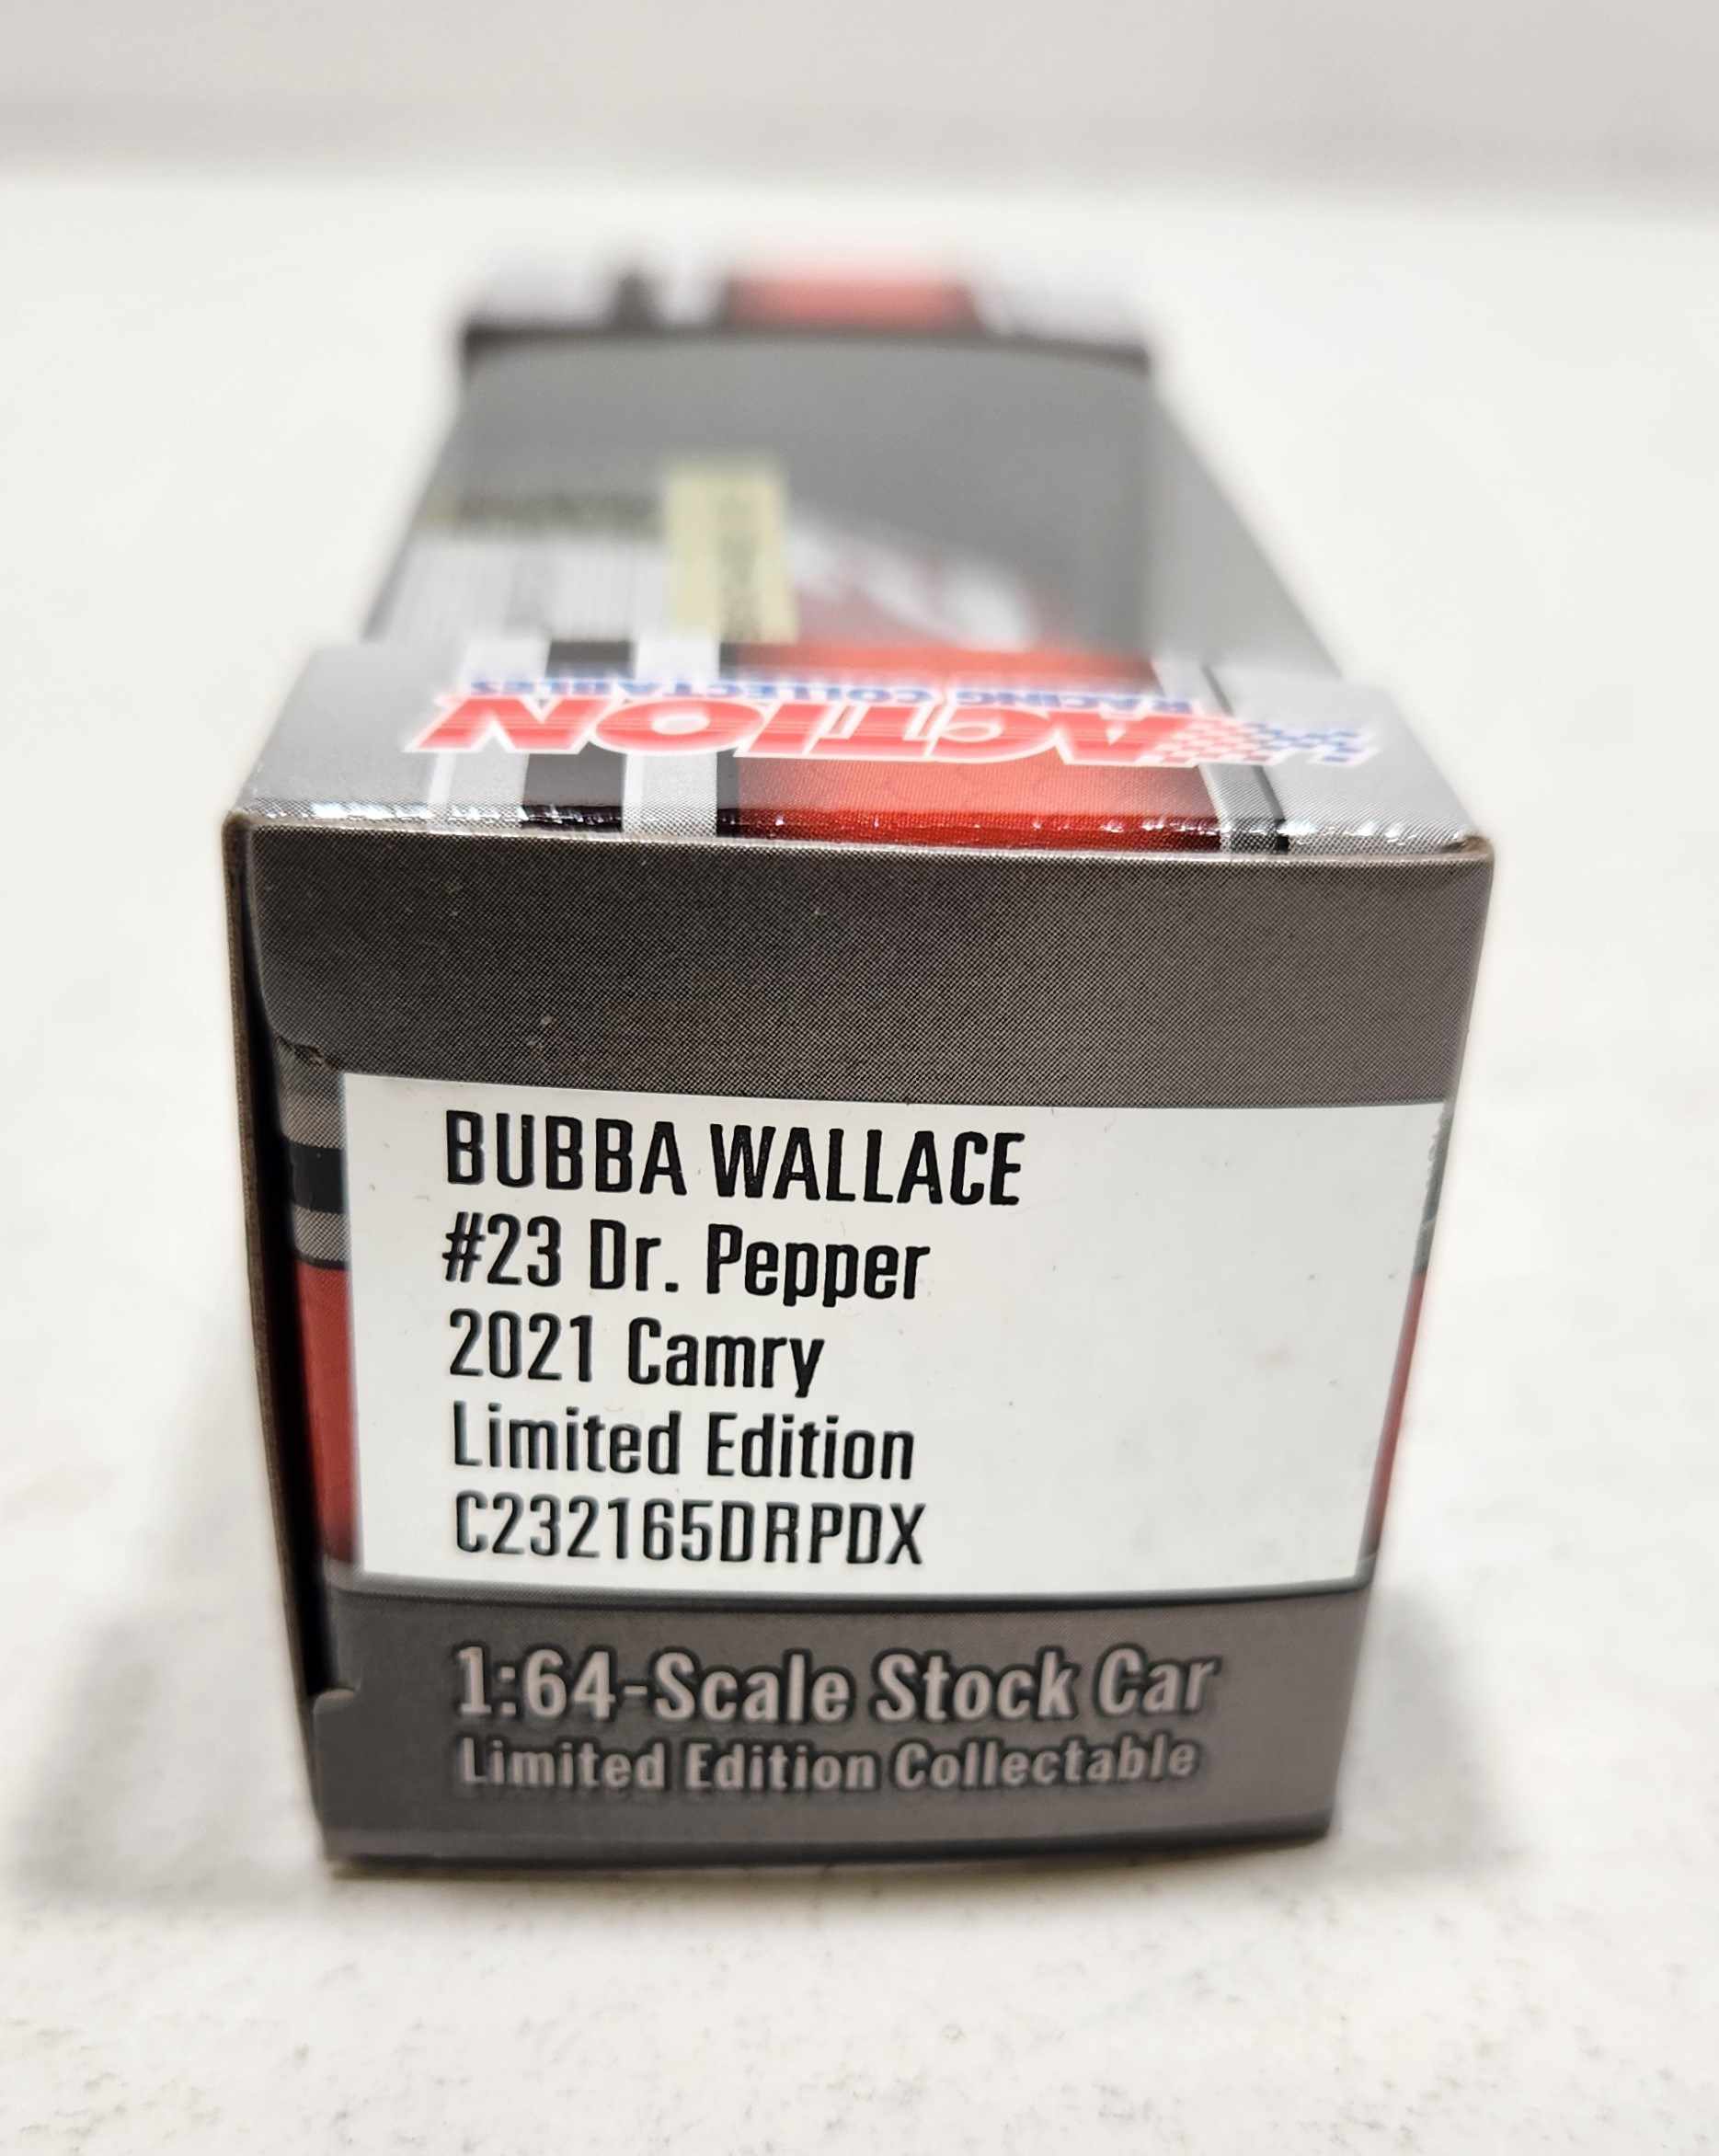 ACTION
RACING COLLECTABLES
BUBBA WALLACE
#23 Dr. Pepper
2021 Camry
Limited Edition
C232165DRPDX
1:64-Scale Stock Car
Limited Edition Collectable